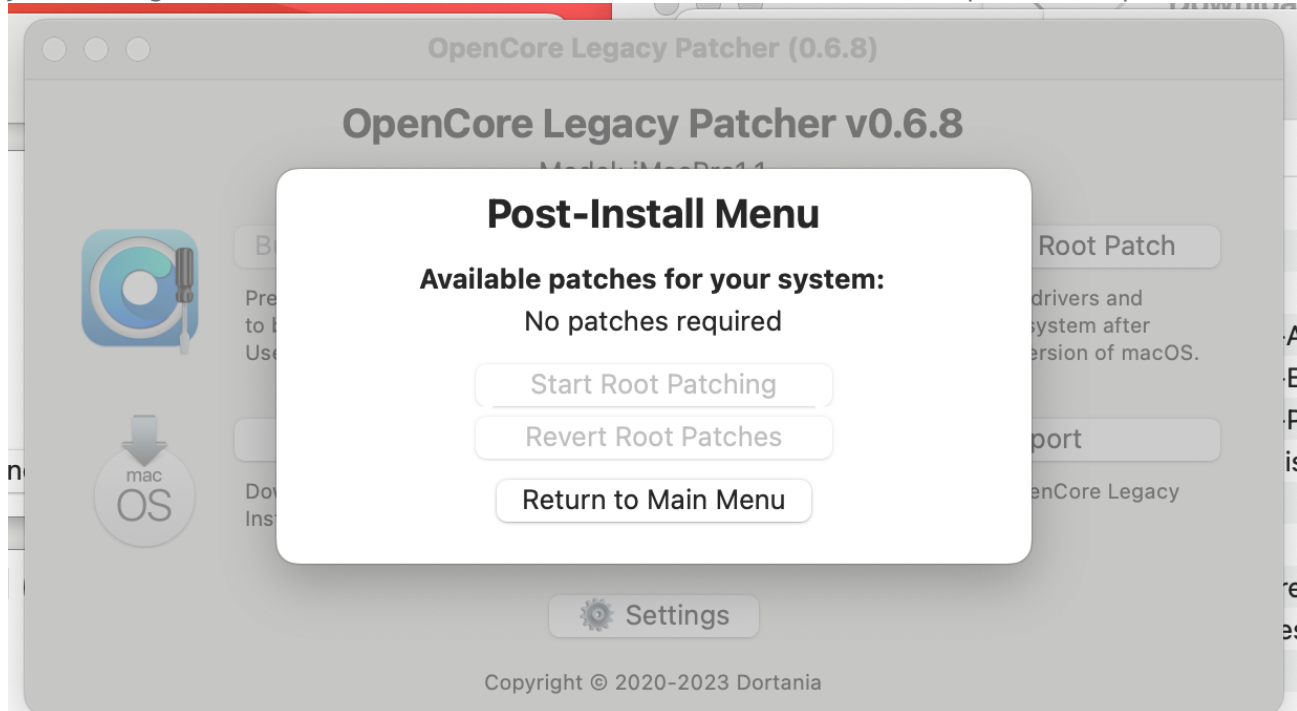 OpenCore Legacy Patcher (0.6.8)
OpenCore Legacy Patcher v0.6.8
Post-Install Menu
Available patches for your system:
No patches required
Start Root Patching
Revert Root Patches
Return to Main Menu
Root Patch
drivers and
system after
version of macOS.
mac
OS
enCore Legacy
Settings
Copyright © 2020-2023 Dortania